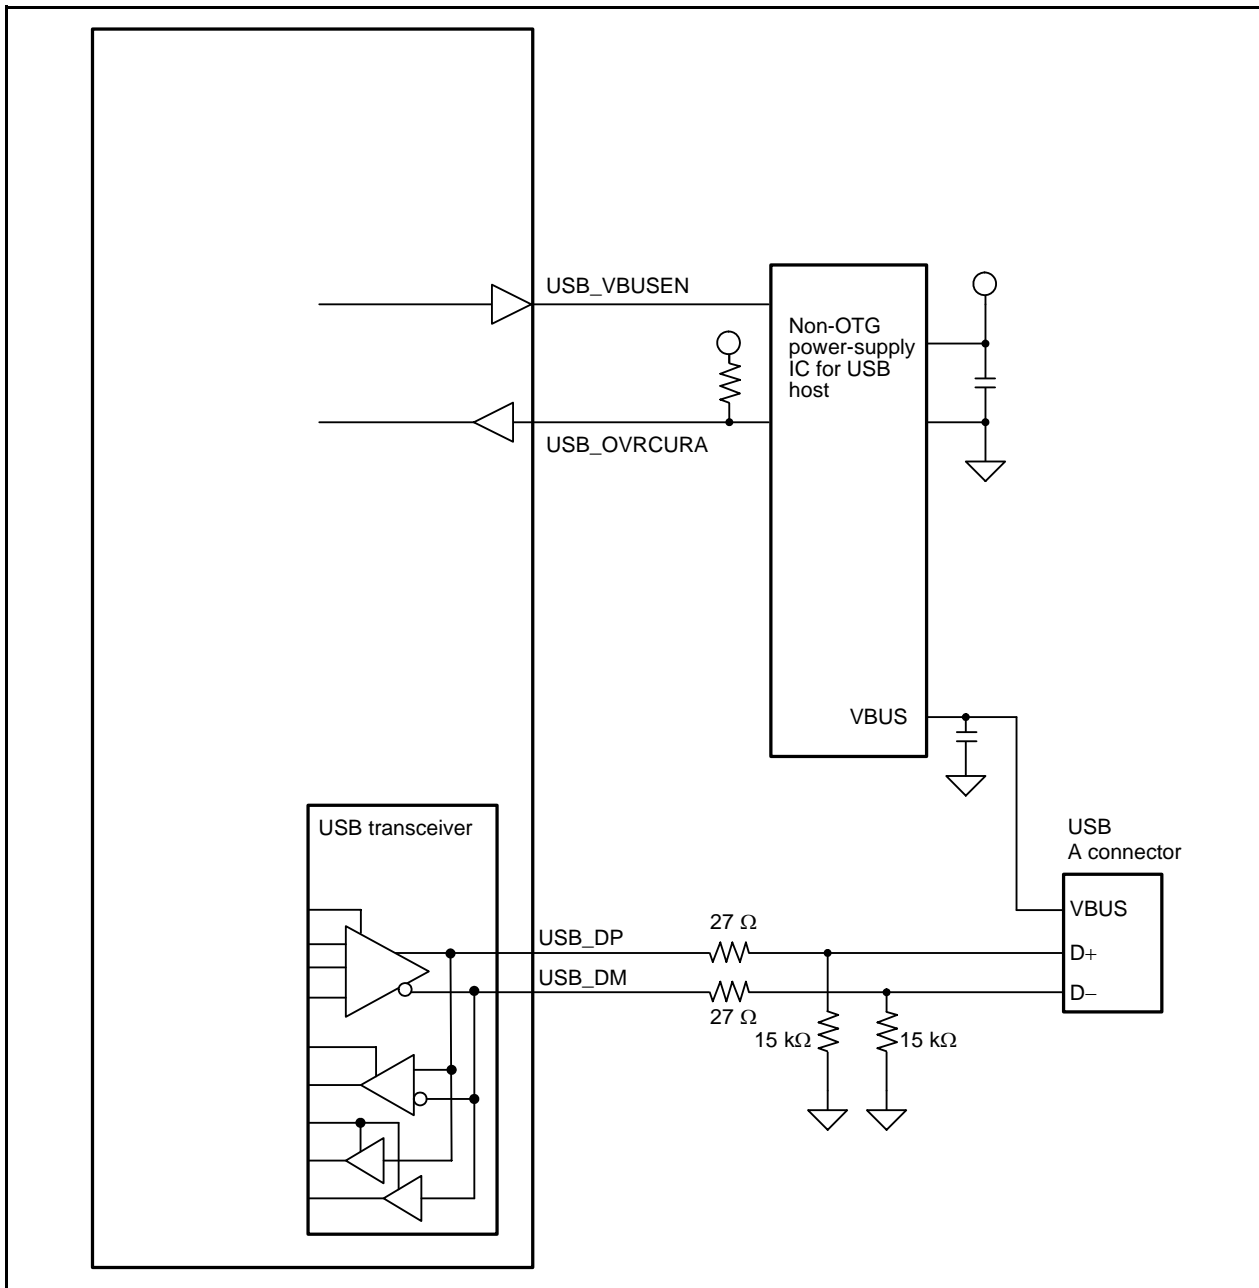 USB_VBUSEN
Non-OTG
power-supply
IC for USB
host
USB_OVRCURA
VBUS
USB transceiver
USB
A connector
VBUS
27 Ω
USB_DP
D+
USB_DM
D−
27 Ω
15 kΩ
15 kΩ